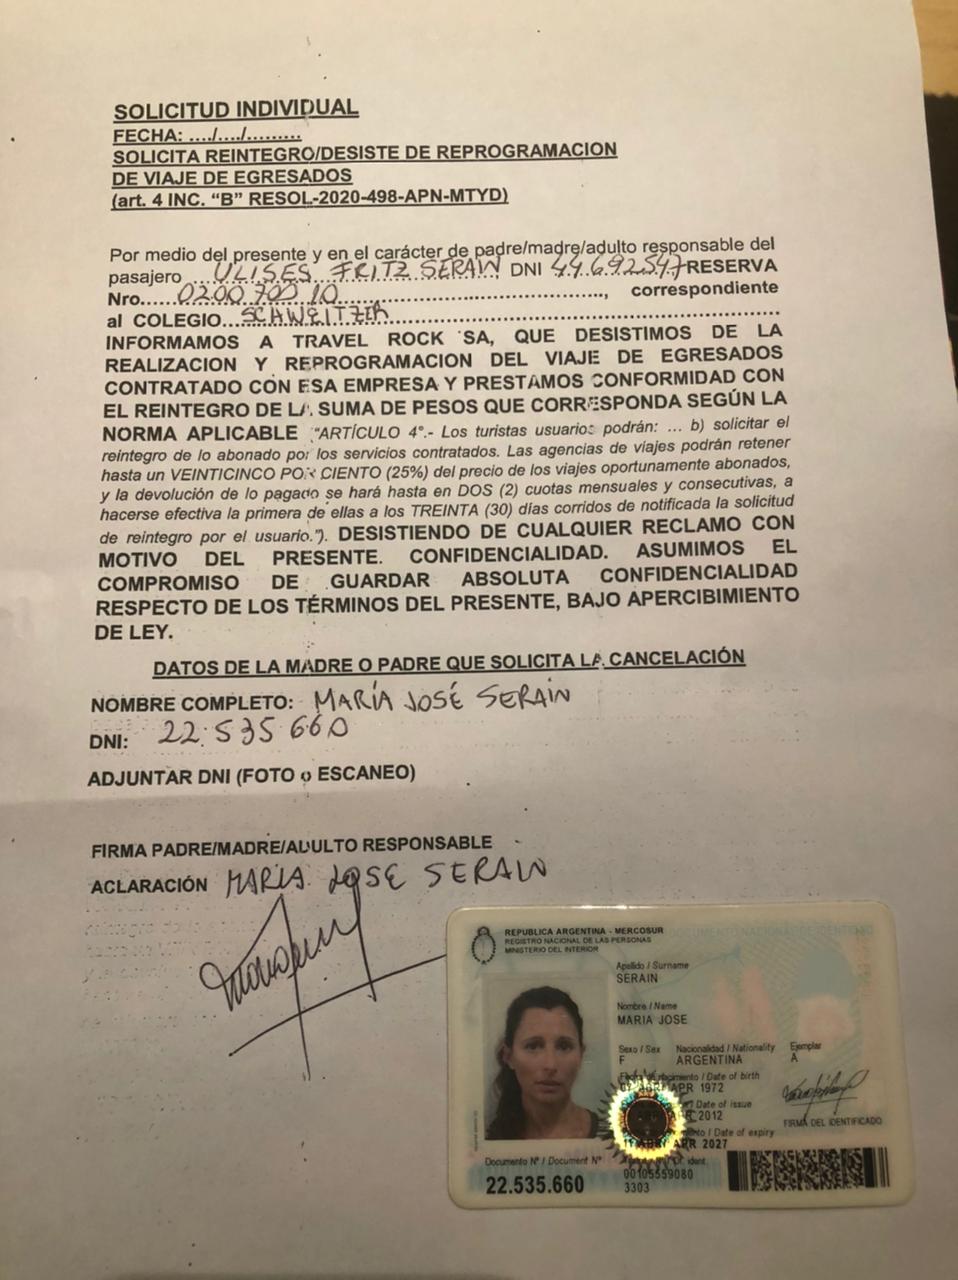 SOLICITUD INDIVIDUAL
FECHA: ..../..../.........
SOLICITA REINTEGRO/DESISTE DE REPROGRAMACION
DE VIAJE DE EGRESADOS
(art. 4 INC. "B" RESOL-2020-498-APN-MTYD)
Por medio del presente y en el carácter de padre/madre/adulto responsable del
pasajero ULISES FRITZ SERAIN DNI 44.692.547 RESERVA
Nro. 0200 700 10, correspondiente
al COLEGIO SCHWEITZER
INFORMAMOS A TRAVEL ROCK SA, QUE DESISTIMOS DE LA
REALIZACION Y REPROGRAMACION DEL VIAJE DE EGRESADOS
CONTRATADO CON ESA EMPRESA Y PRESTAMOS CONFORMIDAD CON
EL REINTEGRO DE LA SUMA DE PESOS QUE CORRESPONDA SEGÚN LA
NORMA APLICABLE "ARTÍCULO 4°.- Los turistas usuarios podrán: ... b) solicitar el
reintegro de lo abonado por los servicios contratados. Las agencias de viajes podrán retener
hasta un VEINTICINCO POR CIENTO (25%) del precio de los viajes oportunamente abonados,
y la devolución de lo pagado se hará hasta en DOS (2) cuotas mensuales y consecutivas, a
hacerse efectiva la primera de ellas a los TREINTA (30) días corridos de notificada la solicitud
de reintegro por el usuario."). DESISTIENDO DE CUALQUIER RECLAMO CON
MOTIVO DEL PRESENTE. CONFIDENCIALIDAD. ASUMIMOS EL
COMPROMISO DE GUARDAR ABSOLUTA CONFIDENCIALIDAD
RESPECTO DE LOS TÉRMINOS DEL PRESENTE, BAJO APERCIBIMIENTO
DE LEY.
DATOS DE LA MADRE O PADRE QUE SOLICITA LA CANCELACIÓN
NOMBRE COMPLETO: MARÍA JOSÉ SERAIN
DNI: 22.535 660
ADJUNTAR DNI (FOTO o ESCANEO)
FIRMA PADRE/MADRE/ADULTO RESPONSABLE
ACLARACIÓN MARIA JOSE SERAIN
REPUBLICA ARGENTINA - MERCOSUR
REGISTRO NACIONAL DE LAS PERSONAS
MINISTERIO DEL INTERIOR
Apellido / Surname
SERAIN
Nombre / Name
MARIA JOSE
Sexo / Sex Nacionalidad / Nationality Ejemplar
F ARGENTINA A
/ Date of birth
APR 1972
/ Date of issue
2012
FIRMA DEL IDENTIFICADO
/ Date of expiry
APR 2027
Documento Nº / Document Nº ident.
22.535.660
00105559080
3303